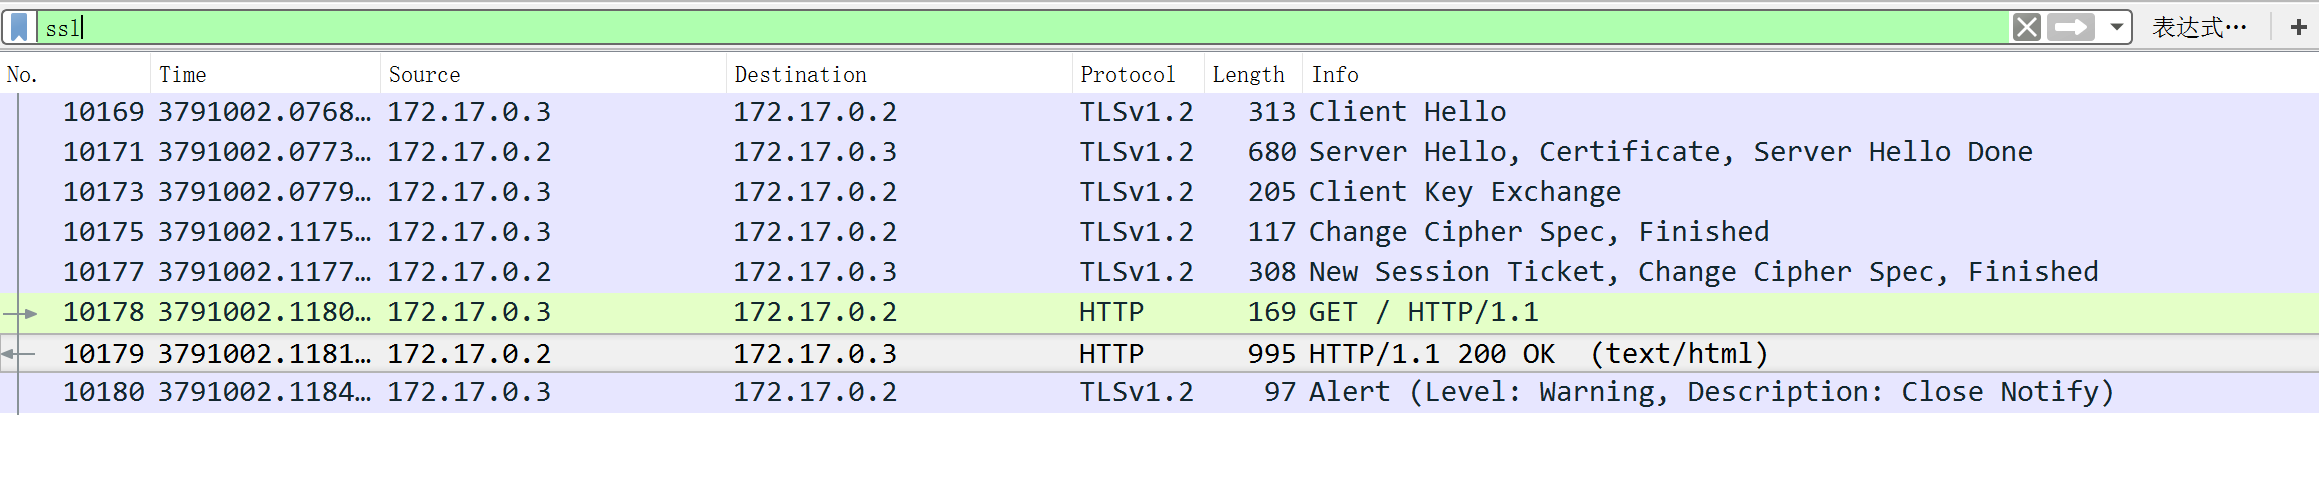 ssl 表达式… +
No. Time Source Destination Protocol Length Info
10169 3791002.0768… 172.17.0.3 172.17.0.2 TLSv1.2 313 Client Hello
10171 3791002.0773… 172.17.0.2 172.17.0.3 TLSv1.2 680 Server Hello, Certificate, Server Hello Done
10173 3791002.0779… 172.17.0.3 172.17.0.2 TLSv1.2 205 Client Key Exchange
10175 3791002.1175… 172.17.0.3 172.17.0.2 TLSv1.2 117 Change Cipher Spec, Finished
10177 3791002.1177… 172.17.0.2 172.17.0.3 TLSv1.2 308 New Session Ticket, Change Cipher Spec, Finished
10178 3791002.1180… 172.17.0.3 172.17.0.2 HTTP 169 GET / HTTP/1.1
10179 3791002.1181… 172.17.0.2 172.17.0.3 HTTP 995 HTTP/1.1 200 OK (text/html)
10180 3791002.1184… 172.17.0.3 172.17.0.2 TLSv1.2 97 Alert (Level: Warning, Description: Close Notify)